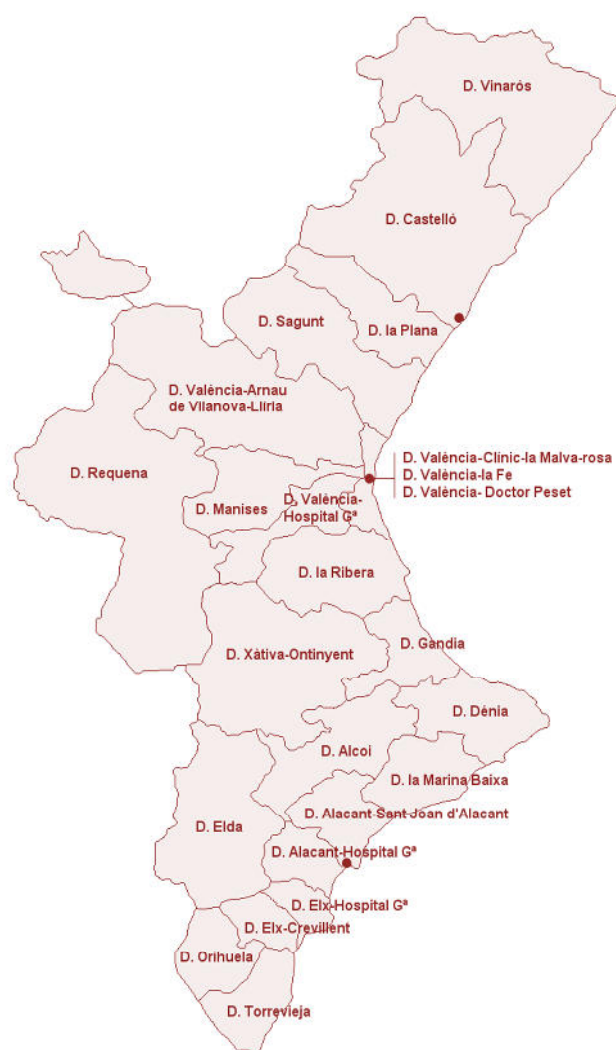 D. Vinaròs
D. Castelló
D. Sagunt
D. la Plana
D. València-Arnau
de Vilanova-Llíria
D. València-Clínic-la Malva-rosa
D. València-la Fe
D. València- Doctor Peset
D. Requena
D. Manises
D. València-
Hospital Gª
D. la Ribera
D. Gandia
D. Xàtiva-Ontinyent
D. Dénia
D. Alcoi
D. la Marina Baixa
D. Alacant-Sant Joan d'Alacant
D. Elda
D. Alacant-Hospital Gª
D. Elx-Hospital Gª
D. Elx-Crevillent
D. Orihuela
D. Torrevieja